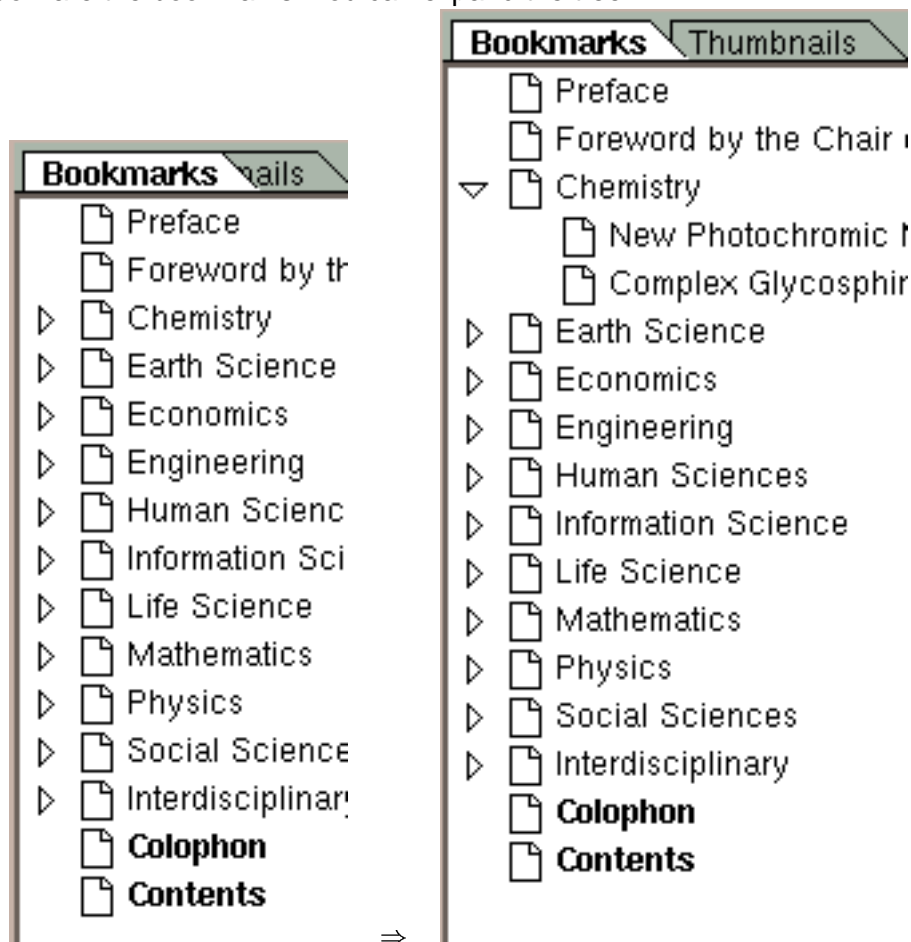 Bookmarks ails
Preface
Foreword by th
Chemistry
Earth Science
Economics
Engineering
Human Scienc
Information Sci
Life Science
Mathematics
Physics
Social Science
Interdisciplinar
Colophon
Contents
⇒
Bookmarks Thumbnails
Preface
Foreword by the Chair
Chemistry
New Photochromic
Complex Glycosphin
Earth Science
Economics
Engineering
Human Sciences
Information Science
Life Science
Mathematics
Physics
Social Sciences
Interdisciplinary
Colophon
Contents